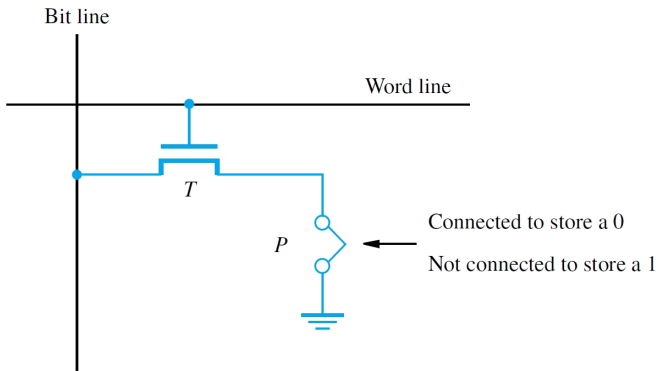 Bit line
Word line
T
P
Connected to store a 0
Not connected to store a 1